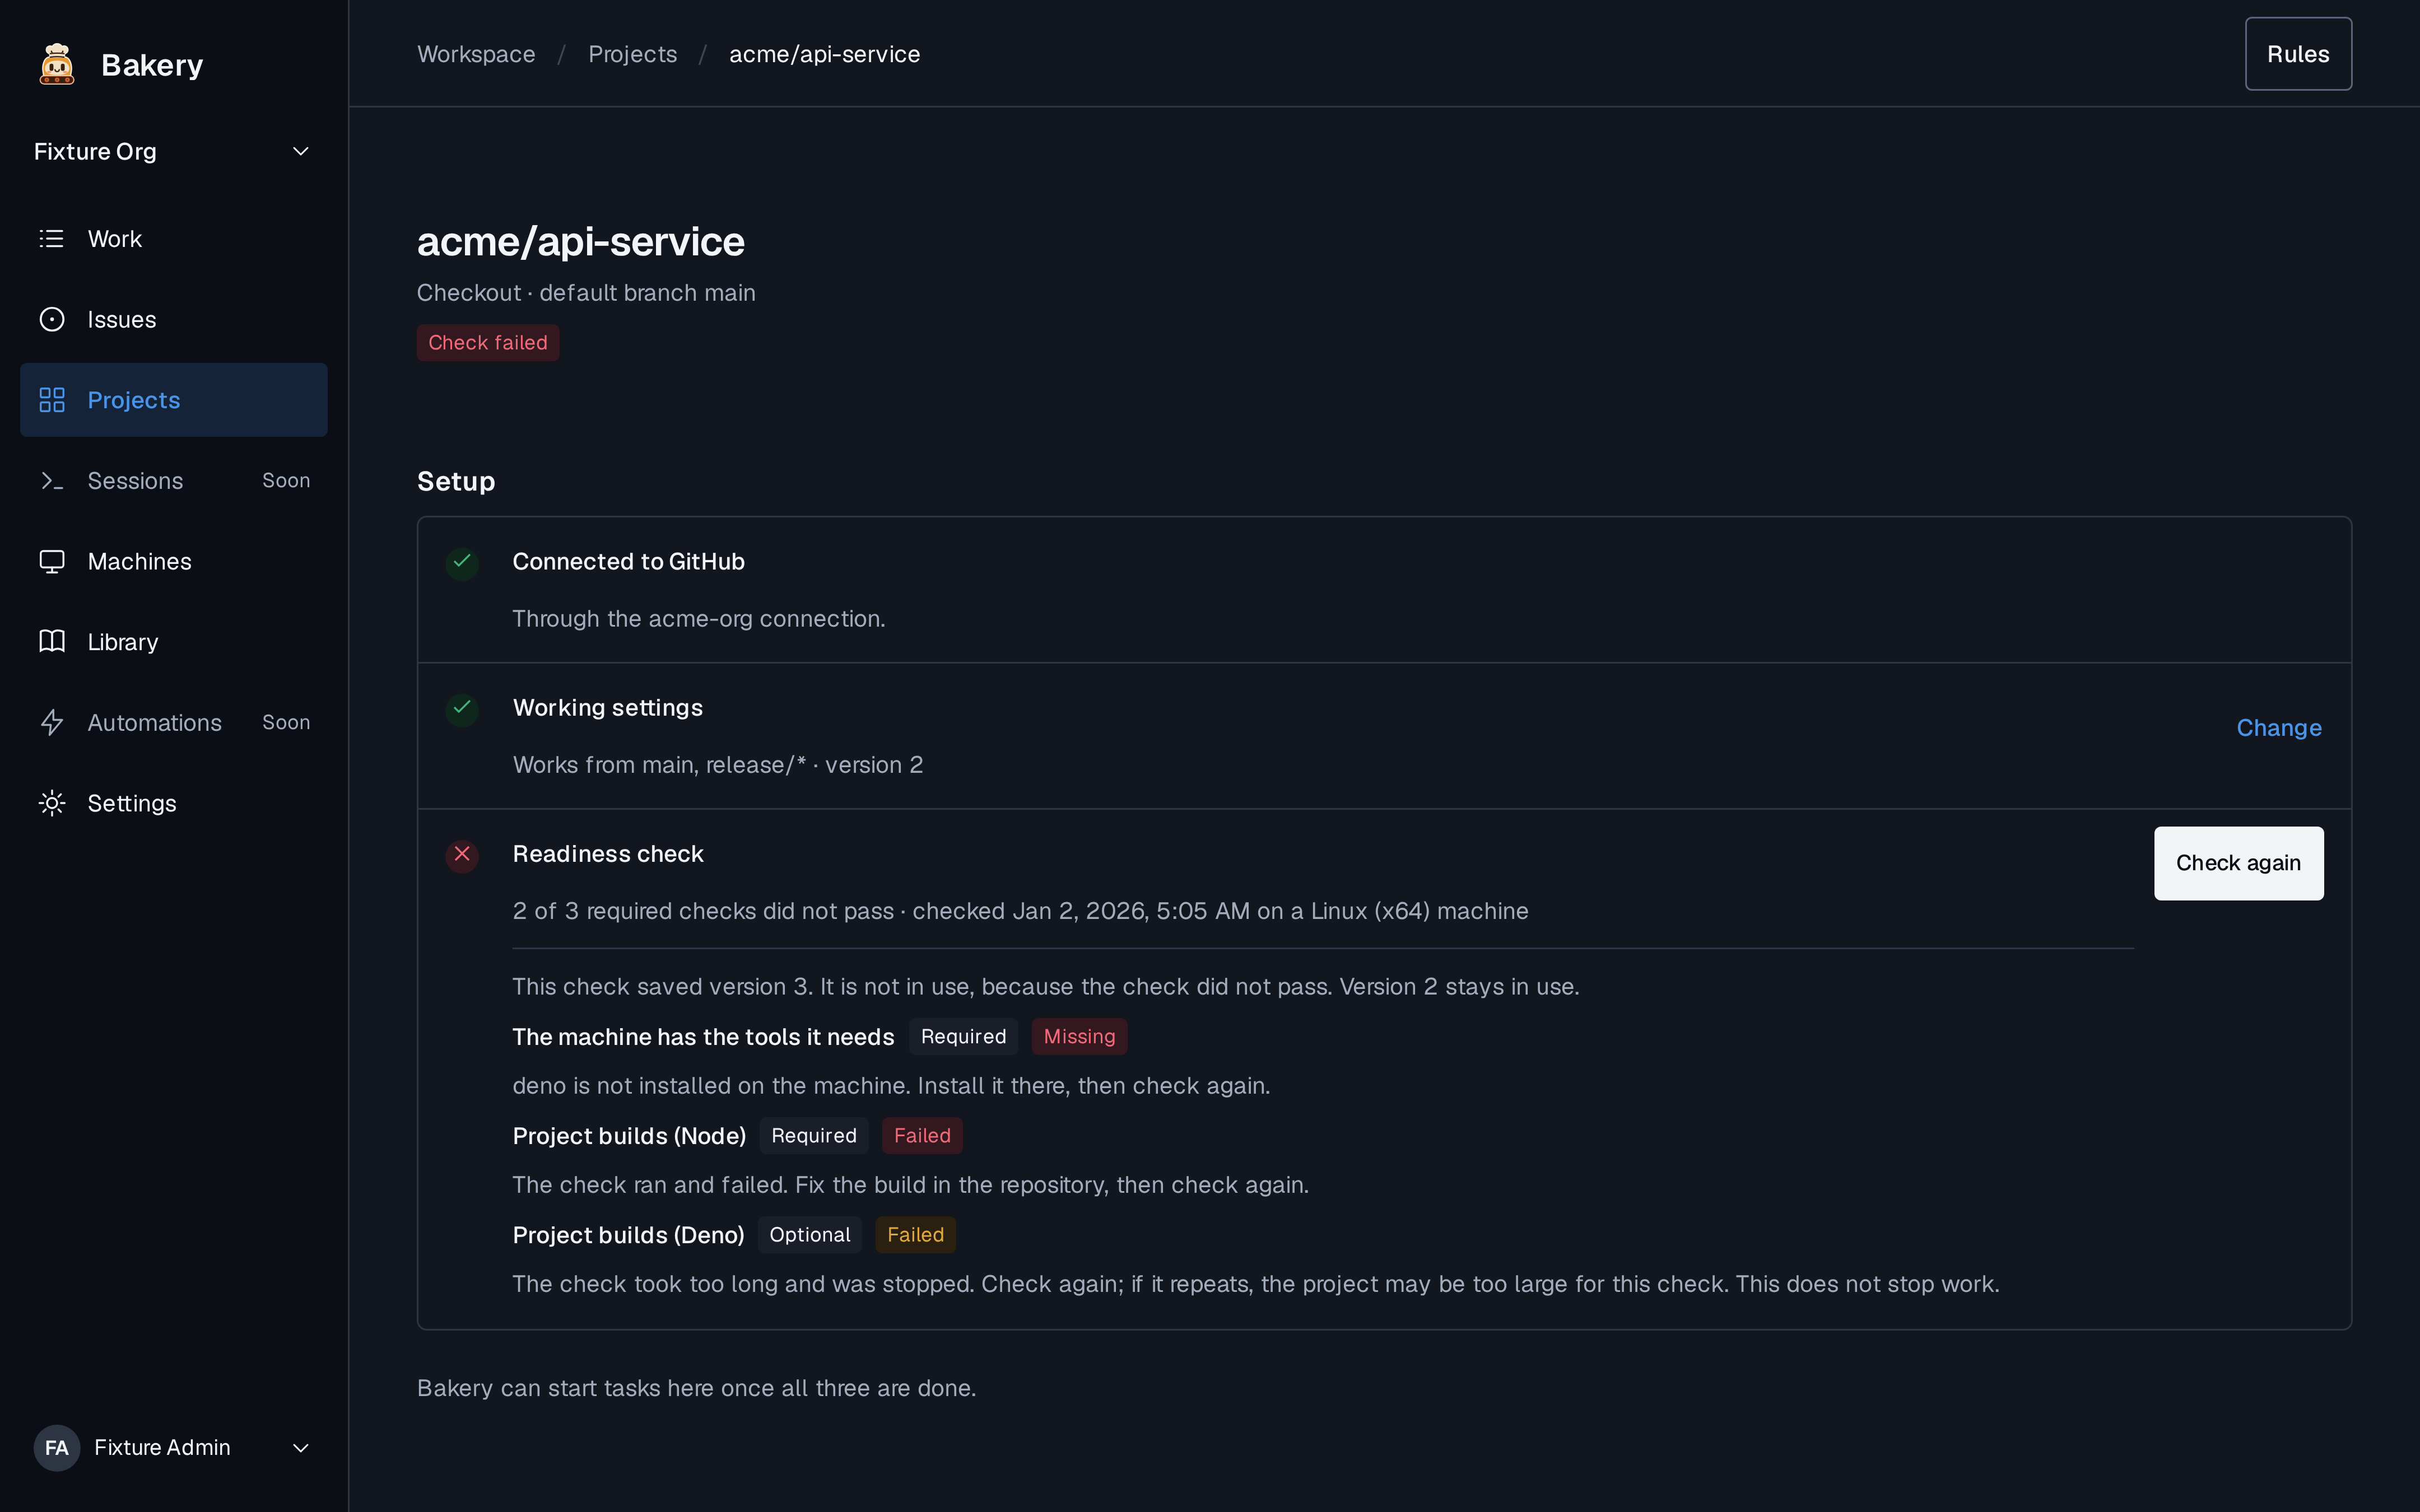 Bakery
Fixture Org
Work
Issues
Projects
Sessions Soon
Machines
Library
Automations Soon
Settings
FA Fixture Admin
Workspace / Projects / acme/api-service
Rules
acme/api-service
Checkout · default branch main
Check failed
Setup
Connected to GitHub
Through the acme-org connection.
Working settings
Works from main, release/* · version 2
Change
Readiness check
2 of 3 required checks did not pass · checked Jan 2, 2026, 5:05 AM on a Linux (x64) machine
Check again
This check saved version 3. It is not in use, because the check did not pass. Version 2 stays in use.
The machine has the tools it needs Required Missing
deno is not installed on the machine. Install it there, then check again.
Project builds (Node) Required Failed
The check ran and failed. Fix the build in the repository, then check again.
Project builds (Deno) Optional Failed
The check took too long and was stopped. Check again; if it repeats, the project may be too large for this check. This does not stop work.
Bakery can start tasks here once all three are done.